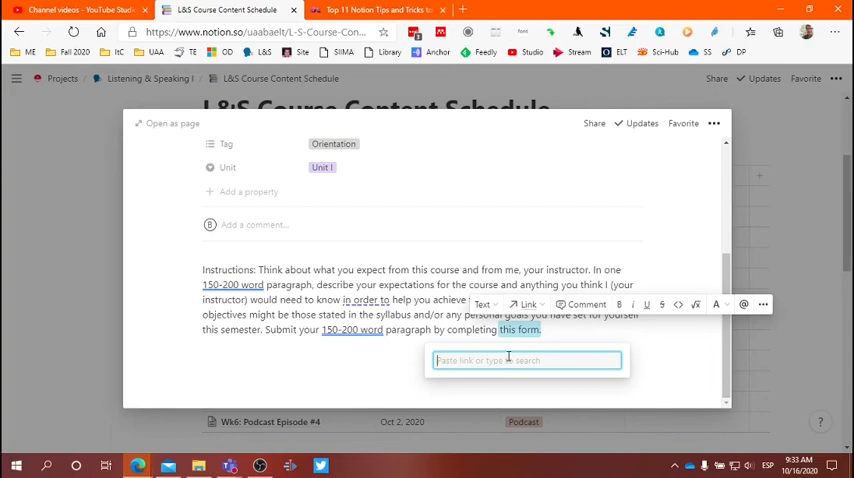 Channel videos - YouTube Studio
L&S Course Content Schedule
Top 11 Notion Tips and Tricks to
https://www.notion.so/uaabaelt/L-S-Course-Con...
ME
Fall 2020
ItC
UAA
TE
OD
L&S
Site
SIIMA
Library
Anchor
Feedly
Studio
Stream
ELT
Sci-Hub
SS
DP
Projects / Listening & Speaking I / L&S Course Content Schedule
Share
Updates
Favorite
L&S Course Content Schedule
Open as page
Share
Updates
Favorite
Tag
Orientation
Unit
Unit I
Add a property
B
Add a comment...
Instructions: Think about what you expect from this course and from me, your instructor. In one
150-200 word paragraph, describe your expectations for the course and anything you think I (your
instructor) would need to know in order to help you achieve
Text
Link
Comment
B i U S <> √x A @
objectives might be those stated in the syllabus and/or any personal goals you have set for yourself
this semester. Submit your 150-200 word paragraph by completing this form.
Paste link or type to search
Wk6: Podcast Episode #4
Oct 2, 2020
Podcast
?
ESP
9:33 AM
10/16/2020